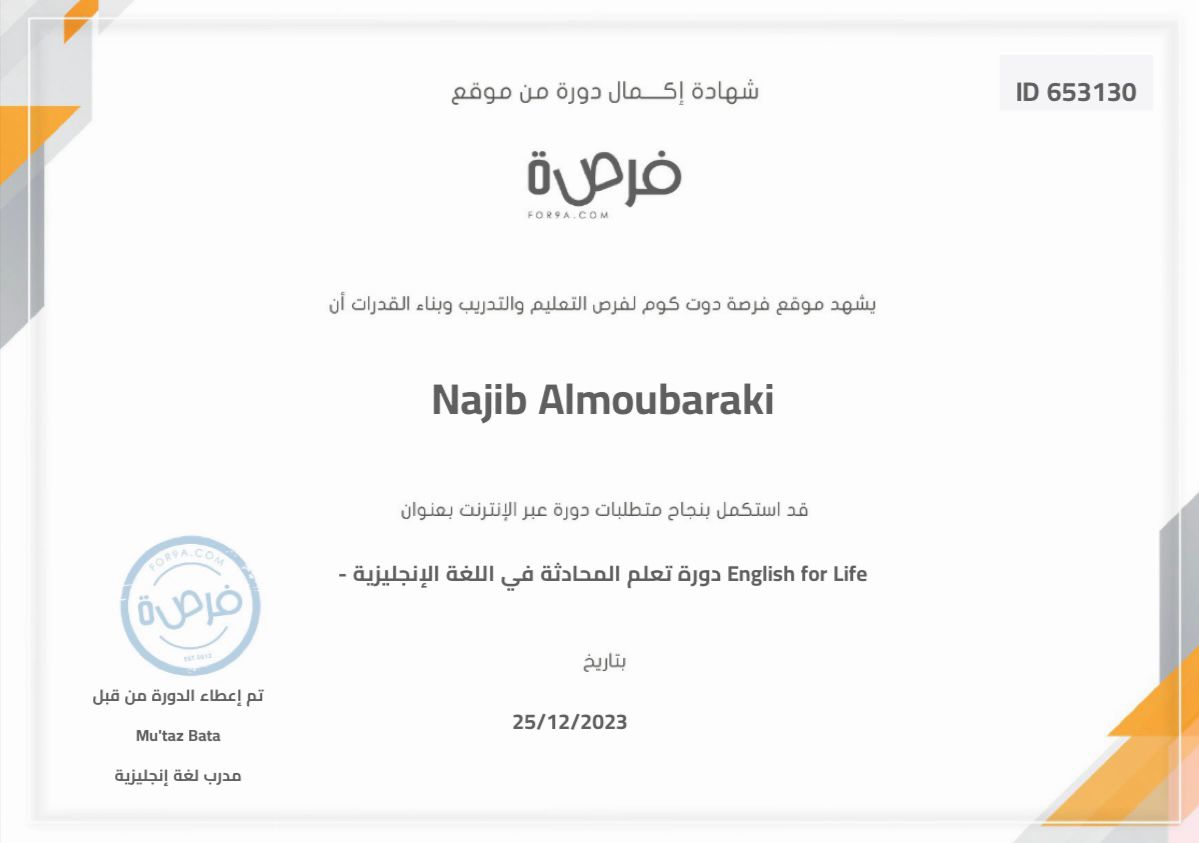 شهادة إكـــمال دورة من موقع
ID 653130
فرصة
FOR9A.COM
يشهد موقع فرصة دوت كوم لفرص التعليم والتدريب وبناء القدرات أن
Najib Almoubaraki
قد استكمل بنجاح متطلبات دورة عبر الإنترنت بعنوان
English for Life دورة تعلم المحادثة في اللغة الإنجليزية -
بتاريخ
25/12/2023
FOR9A.COM
فرصة
EST 2012
تم إعطاء الدورة من قبل
Mu'taz Bata
مدرب لغة إنجليزية